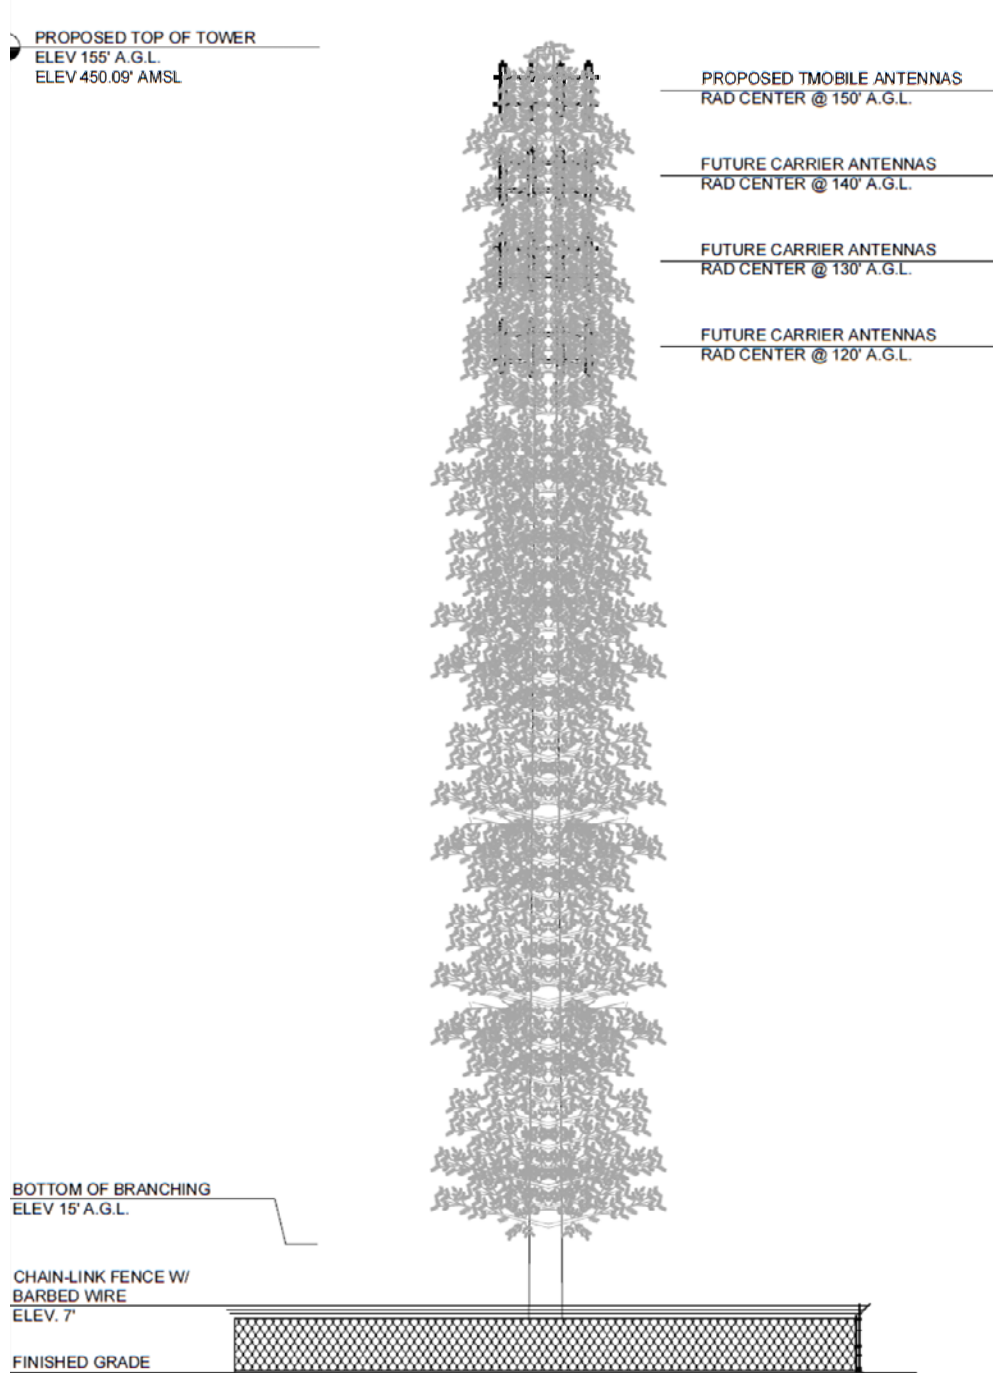 PROPOSED TOP OF TOWER
ELEV 155' A.G.L.
ELEV 450.09' AMSL
PROPOSED TMOBILE ANTENNAS
RAD CENTER @ 150' A.G.L.
FUTURE CARRIER ANTENNAS
RAD CENTER @ 140' A.G.L.
FUTURE CARRIER ANTENNAS
RAD CENTER @ 130' A.G.L.
FUTURE CARRIER ANTENNAS
RAD CENTER @ 120' A.G.L.
BOTTOM OF BRANCHING
ELEV 15' A.G.L.
CHAIN-LINK FENCE W/
BARBED WIRE
ELEV. 7'
FINISHED GRADE